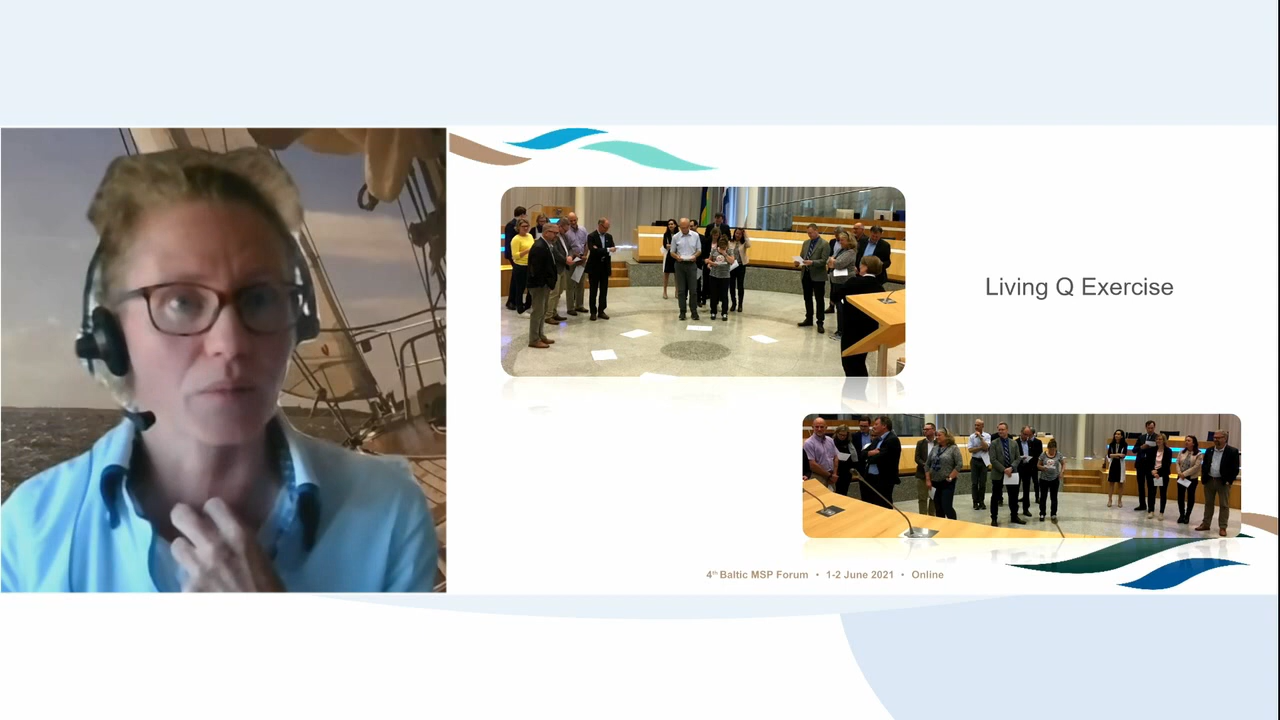 Living Q Exercise
4th Baltic MSP Forum • 1-2 June 2021 • Online